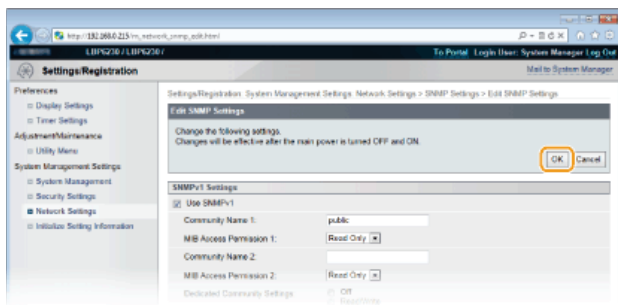 http://192.168.0.215/m_network_snmp_edit.html
LBP6230 / LBP6230 /
To Portal Login User: System Manager Log Out
Settings/Registration
Mail to System Manager
Preferences
Display Settings
Timer Settings
Adjustment/Maintenance
Utility Menu
System Management Settings
System Management
Security Settings
Network Settings
Initialize Setting Information
Settings/Registration: System Management Settings: Network Settings > SNMP Settings > Edit SNMP Settings
Edit SNMP Settings
Change the following settings.
Changes will be effective after the main power is turned OFF and ON.
OK Cancel
SNMPv1 Settings
Use SNMPv1
Community Name 1: public
MIB Access Permission 1: Read Only
Community Name 2:
MIB Access Permission 2: Read Only
Dedicated Community Settings Off
Read/Write